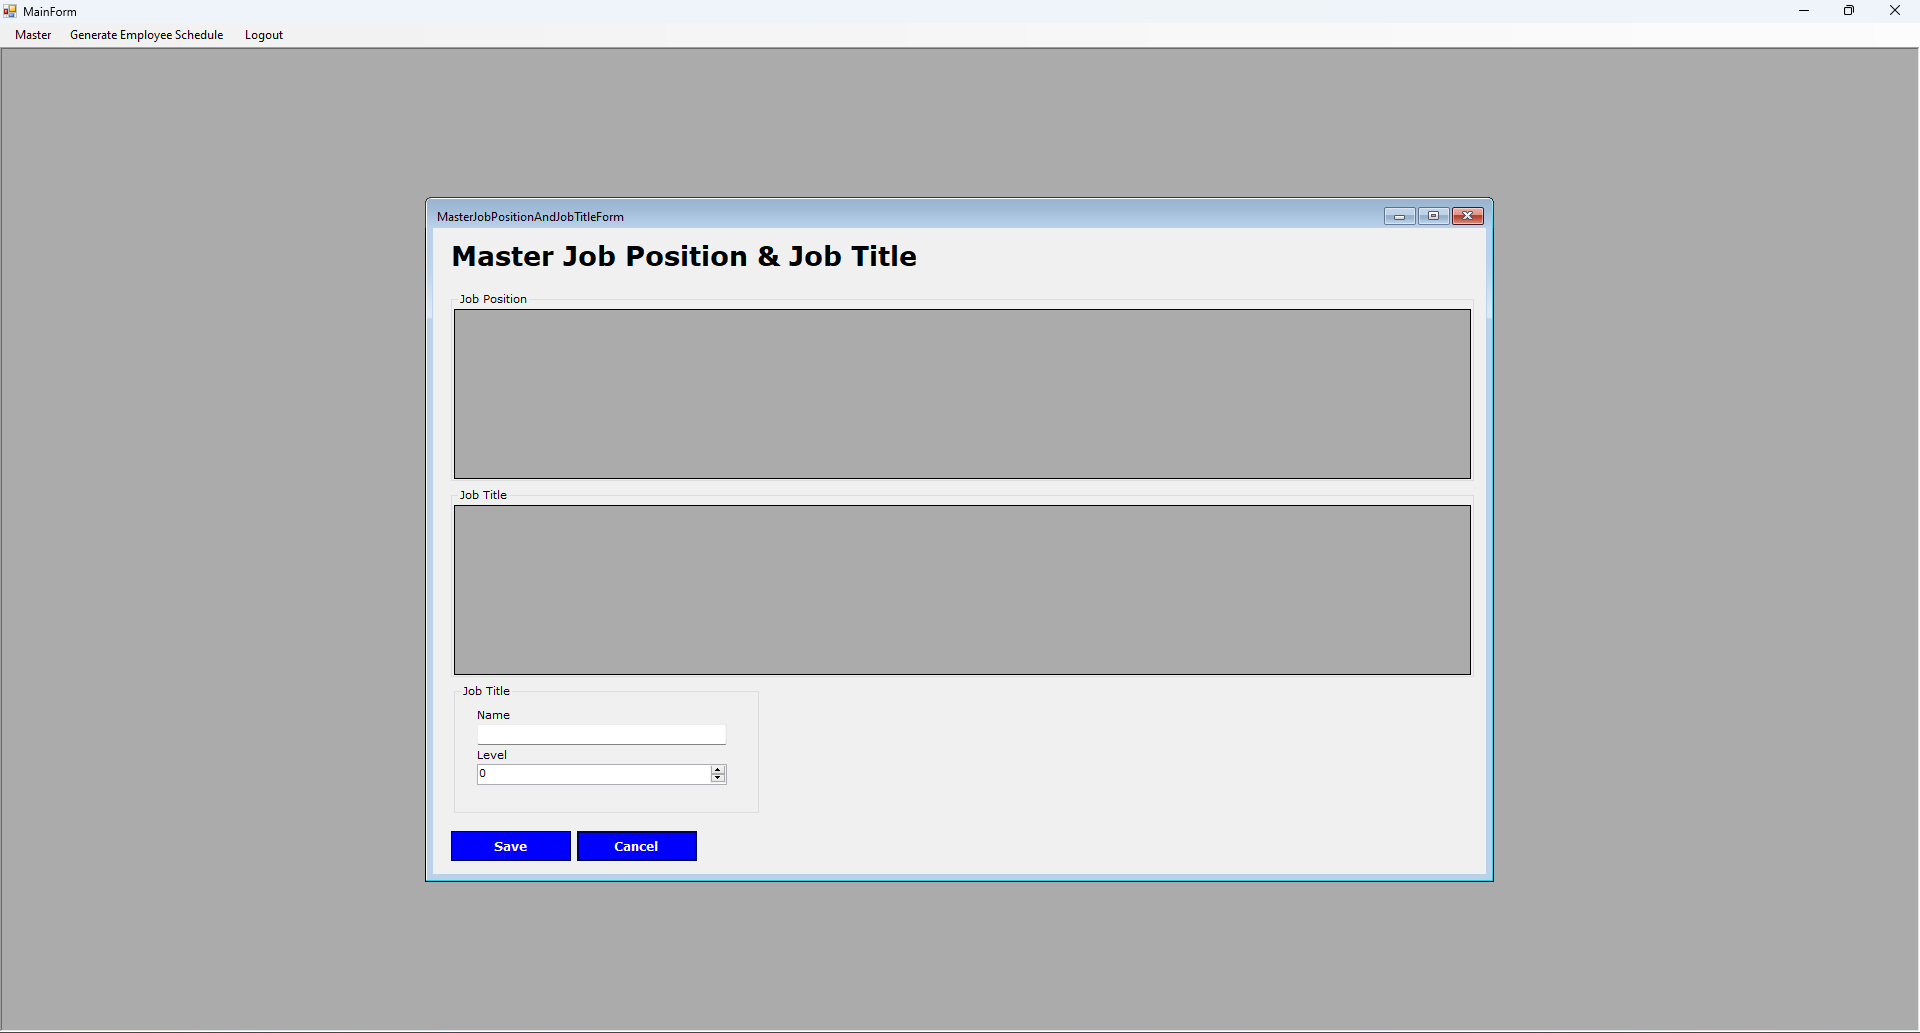 MainForm
Master Generate Employee Schedule Logout
MasterJobPositionAndJobTitleForm
Master Job Position & Job Title
Job Position
Job Title
Job Title
Name
Level
0
Save Cancel